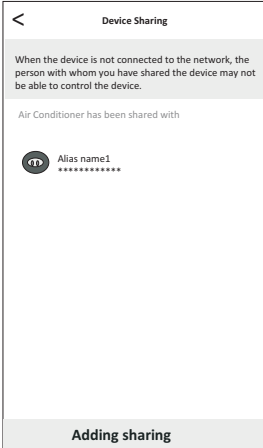 <
Device Sharing
When the device is not connected to the network, the
person with whom you have shared the device may not
be able to control the device.
Air Conditioner has been shared with
Alias name1
************
Adding sharing